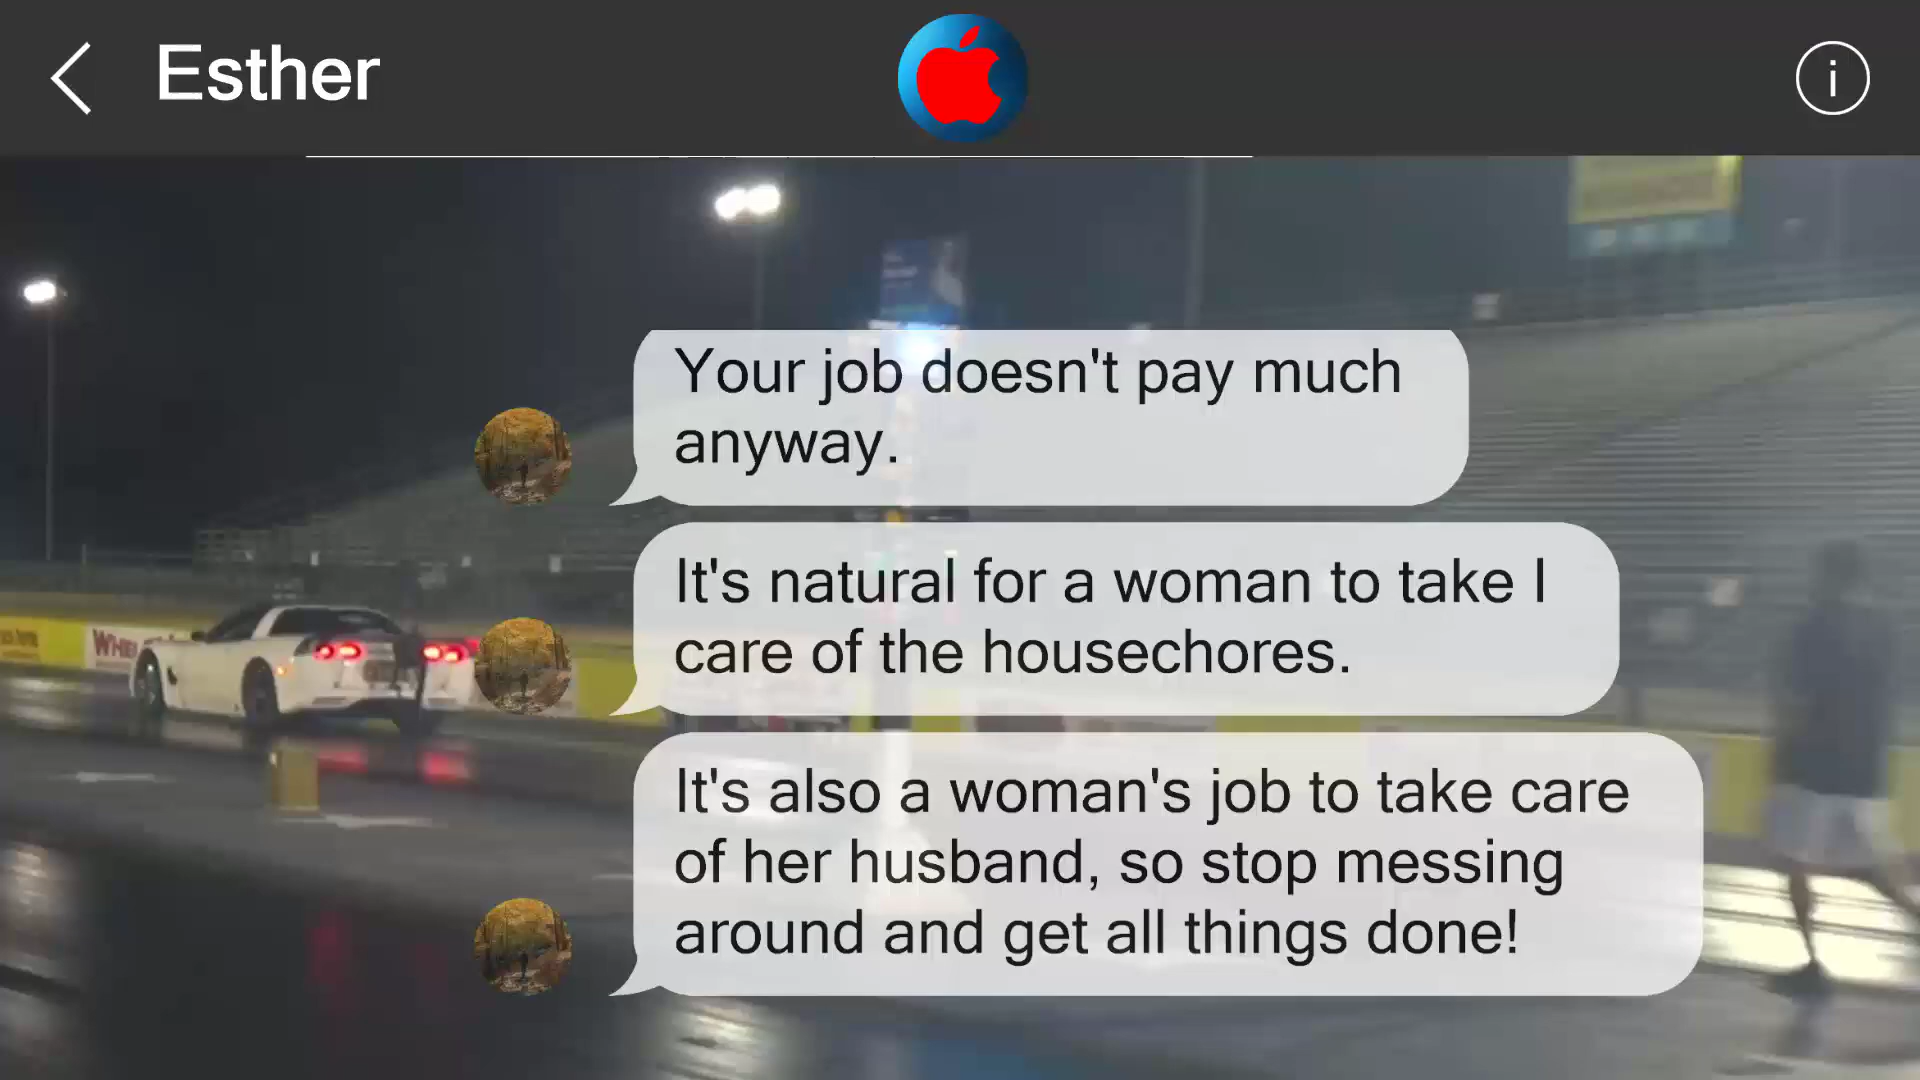 Esther
Your job doesn't pay much
anyway.
It's natural for a woman to take I
care of the housechores.
It's also a woman's job to take care
of her husband, so stop messing
around and get all things done!